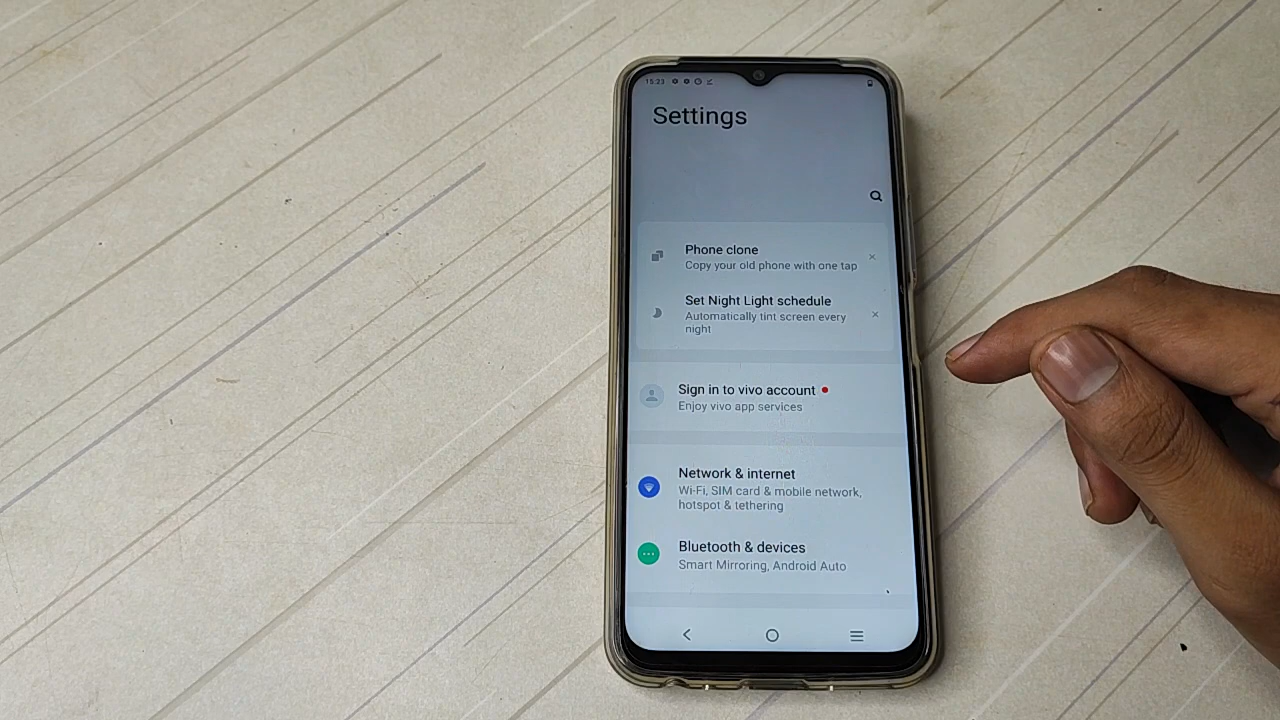 15:23
Settings
Phone clone
Copy your old phone with one tap
Set Night Light schedule
Automatically tint screen every
night
Sign in to vivo account
Enjoy vivo app services
Network & internet
Wi-Fi, SIM card & mobile network,
hotspot & tethering
Bluetooth & devices
Smart Mirroring, Android Auto